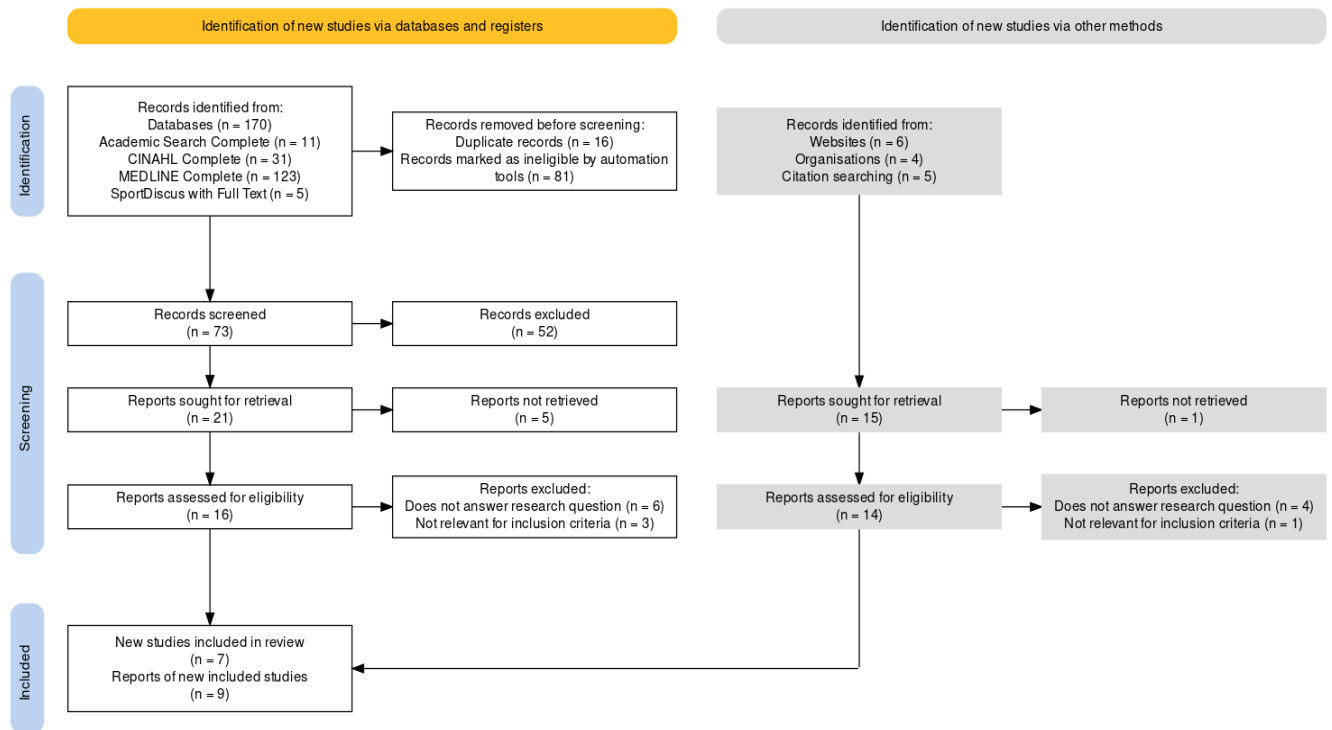 Identification of new studies via databases and registers
Identification of new studies via other methods
Identification
Records identified from:
Databases (n = 170)
Academic Search Complete (n = 11)
CINAHL Complete (n = 31)
MEDLINE Complete (n = 123)
SportDiscus with Full Text (n = 5)
Records removed before screening:
Duplicate records (n = 16)
Records marked as ineligible by automation
tools (n = 81)
Records identified from:
Websites (n = 6)
Organisations (n = 4)
Citation searching (n = 5)
Screening
Records screened
(n = 73)
Records excluded
(n = 52)
Reports sought for retrieval
(n = 21)
Reports not retrieved
(n = 5)
Reports sought for retrieval
(n = 15)
Reports not retrieved
(n = 1)
Reports assessed for eligibility
(n = 16)
Reports excluded:
Does not answer research question (n = 6)
Not relevant for inclusion criteria (n = 3)
Reports assessed for eligibility
(n = 14)
Reports excluded:
Does not answer research question (n = 4)
Not relevant for inclusion criteria (n = 1)
Included
New studies included in review
(n = 7)
Reports of new included studies
(n = 9)